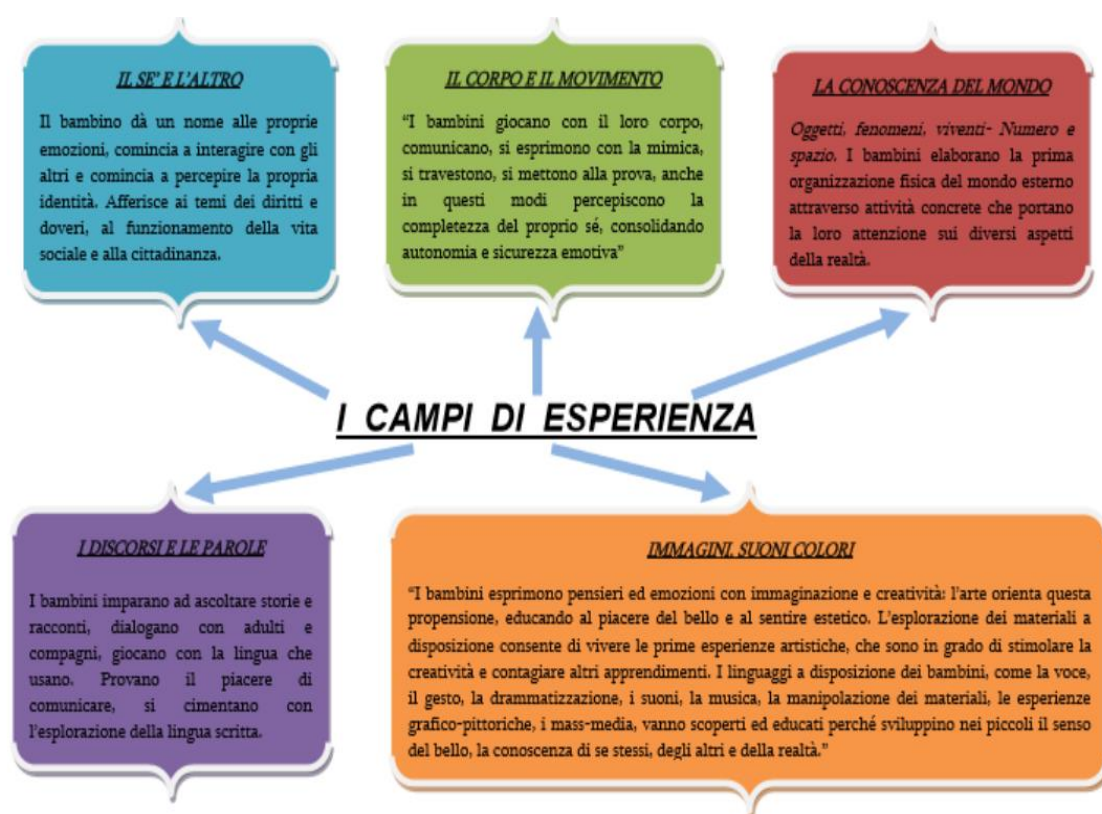 IL SE' E L'ALTRO
Il bambino dà un nome alle proprie
emozioni, comincia a interagire con gli
altri e comincia a percepire la propria
identità. Afferisce ai temi dei diritti e
doveri, al funzionamento della vita
sociale e alla cittadinanza.
IL CORPO E IL MOVIMENTO
“I bambini giocano con il loro corpo,
comunicano, si esprimono con la mimica,
si travestono, si mettono alla prova, anche
in questi modi percepiscono la
completezza del proprio sé, consolidando
autonomia e sicurezza emotiva”
LA CONOSCENZA DEL MONDO
Oggetti, fenomeni, viventi- Numero e
spazio. I bambini elaborano la prima
organizzazione fisica del mondo esterno
attraverso attività concrete che portano
la loro attenzione sui diversi aspetti
della realtà.
I CAMPI DI ESPERIENZA
I DISCORSI E LE PAROLE
I bambini imparano ad ascoltare storie e
racconti, dialogano con adulti e
compagni, giocano con la lingua che
usano. Provano il piacere di
comunicare, si cimentano con
l'esplorazione della lingua scritta.
IMMAGINI, SUONI COLORI
“I bambini esprimono pensieri ed emozioni con immaginazione e creatività: l'arte orienta questa
propensione, educando al piacere del bello e al sentire estetico. L'esplorazione dei materiali a
disposizione consente di vivere le prime esperienze artistiche, che sono in grado di stimolare la
creatività e contagiare altri apprendimenti. I linguaggi a disposizione dei bambini, come la voce,
il gesto, la drammatizzazione, i suoni, la musica, la manipolazione dei materiali, le esperienze
grafico-pittoriche, i mass-media, vanno scoperti ed educati perché sviluppino nei piccoli il senso
del bello, la conoscenza di se stessi, degli altri e della realtà.”